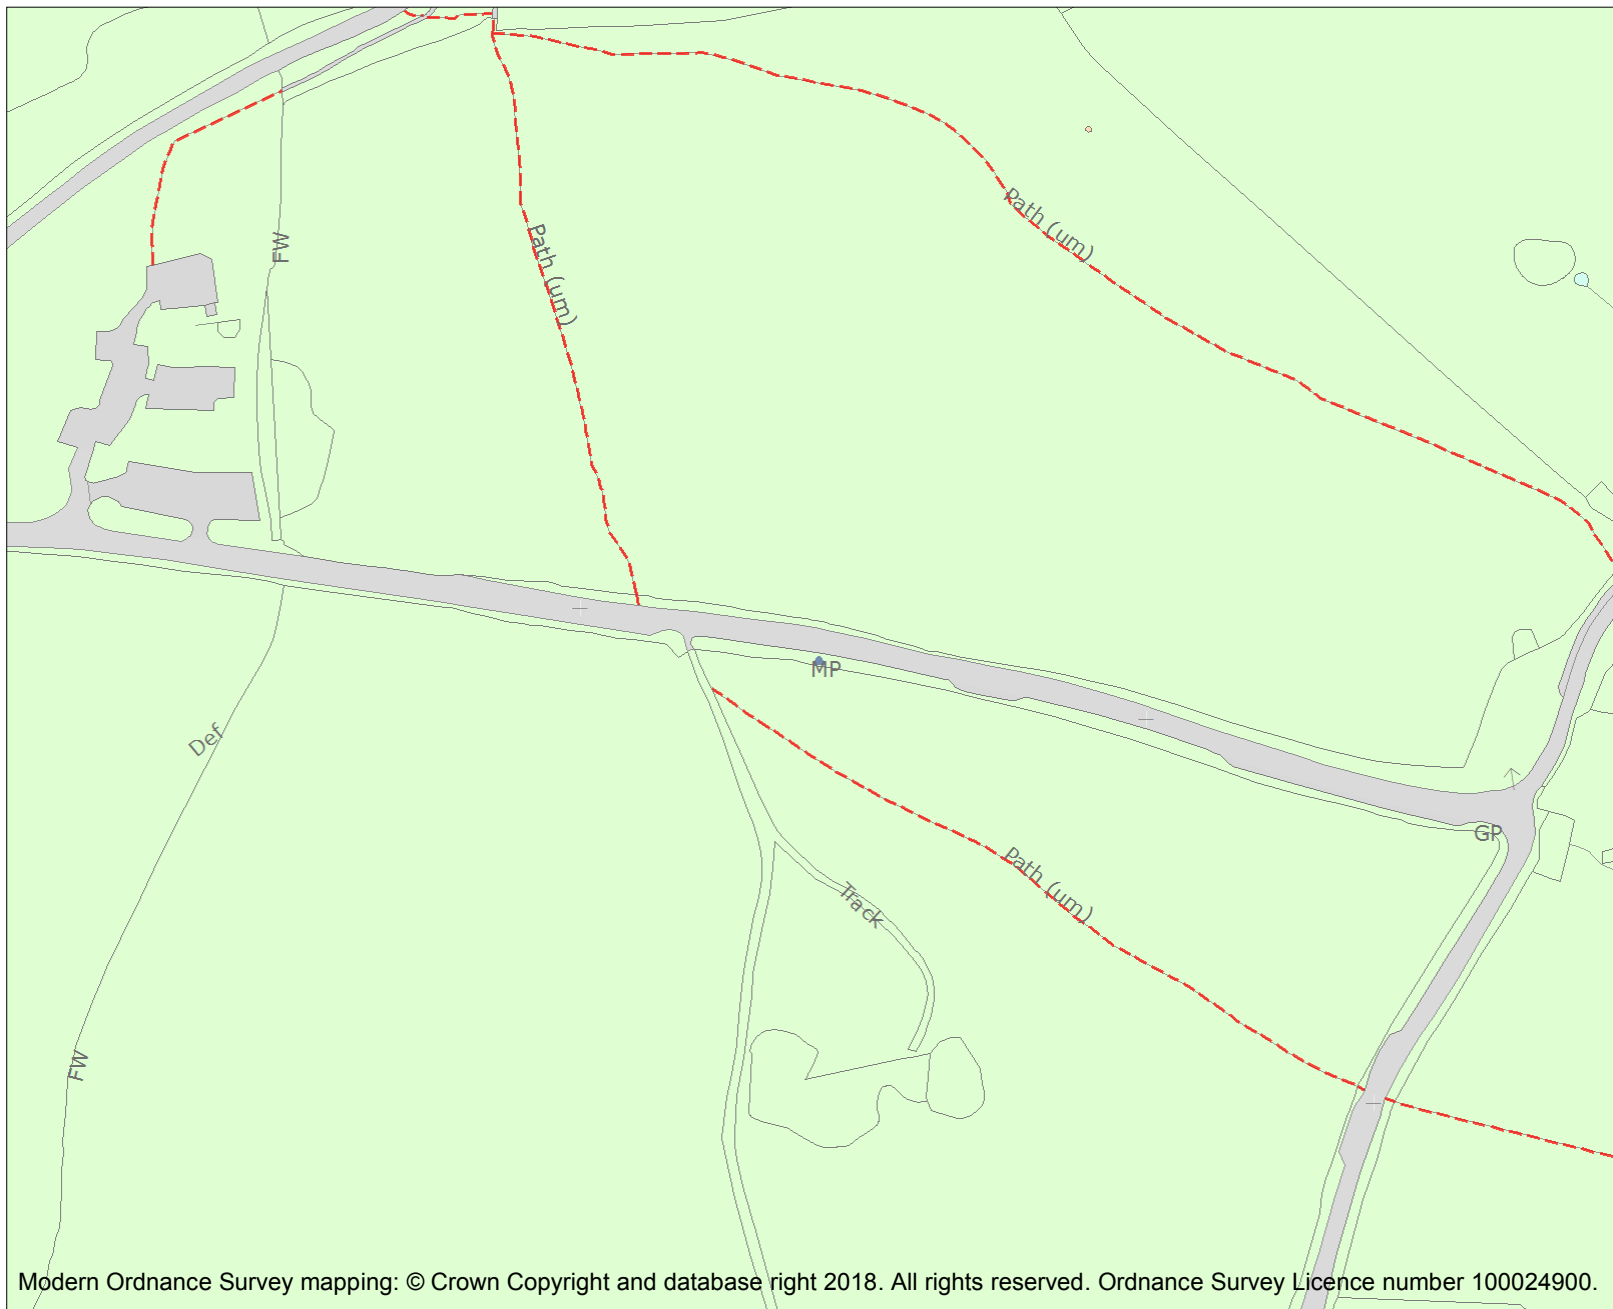 Path (um)
FW
Path (um)
MP
Def
GP
Path (um)
Track
FW
Modern Ordnance Survey mapping: © Crown Copyright and database right 2018. All rights reserved. Ordnance Survey Licence number 100024900.